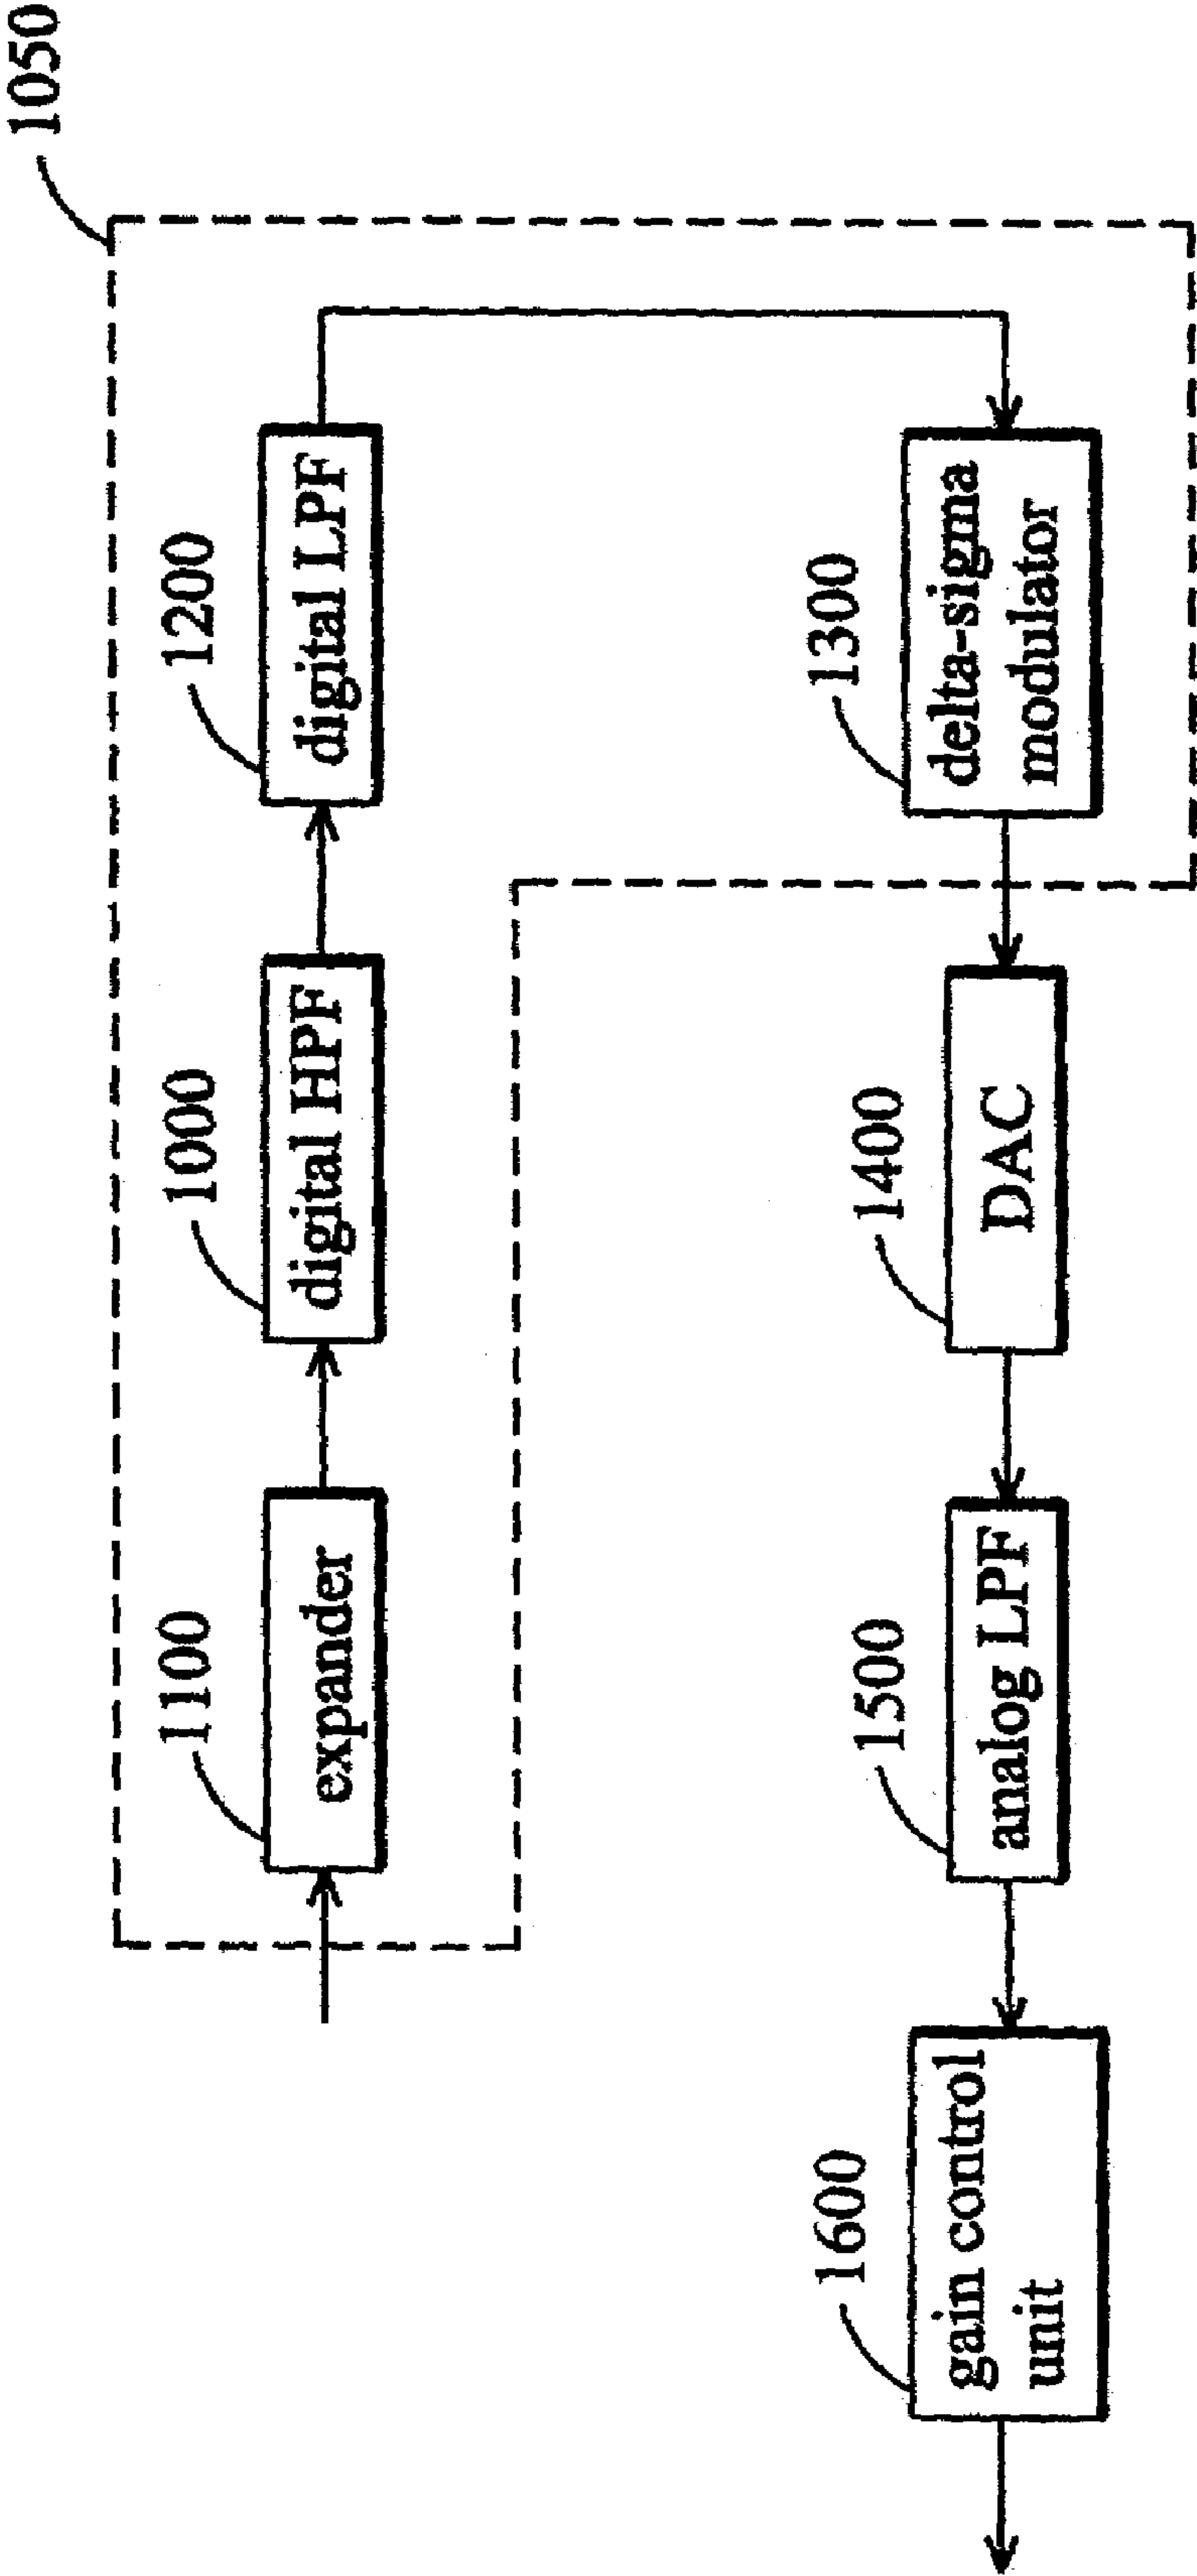 1050
1100
expander
1000
digital HPF
1200
digital LPF
1300
delta-sigma
modulator
1400
DAC
1500
analog LPF
1600
gain control
unit